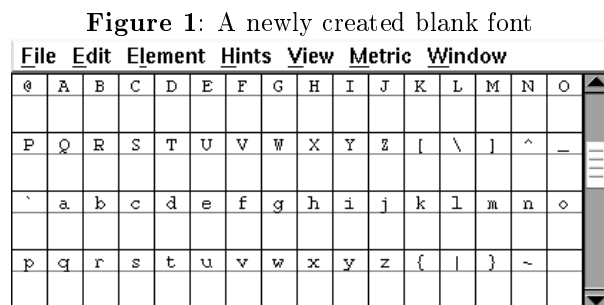 Figure 1: A newly created blank font
File Edit Element Hints View Metric Window
@ A B C D E F G H I J K L M N O
P Q R S T U V W X Y Z [ \ ] ^ _
` a b c d e f g h i j k l m n o
p q r s t u v w x y z { | } ~